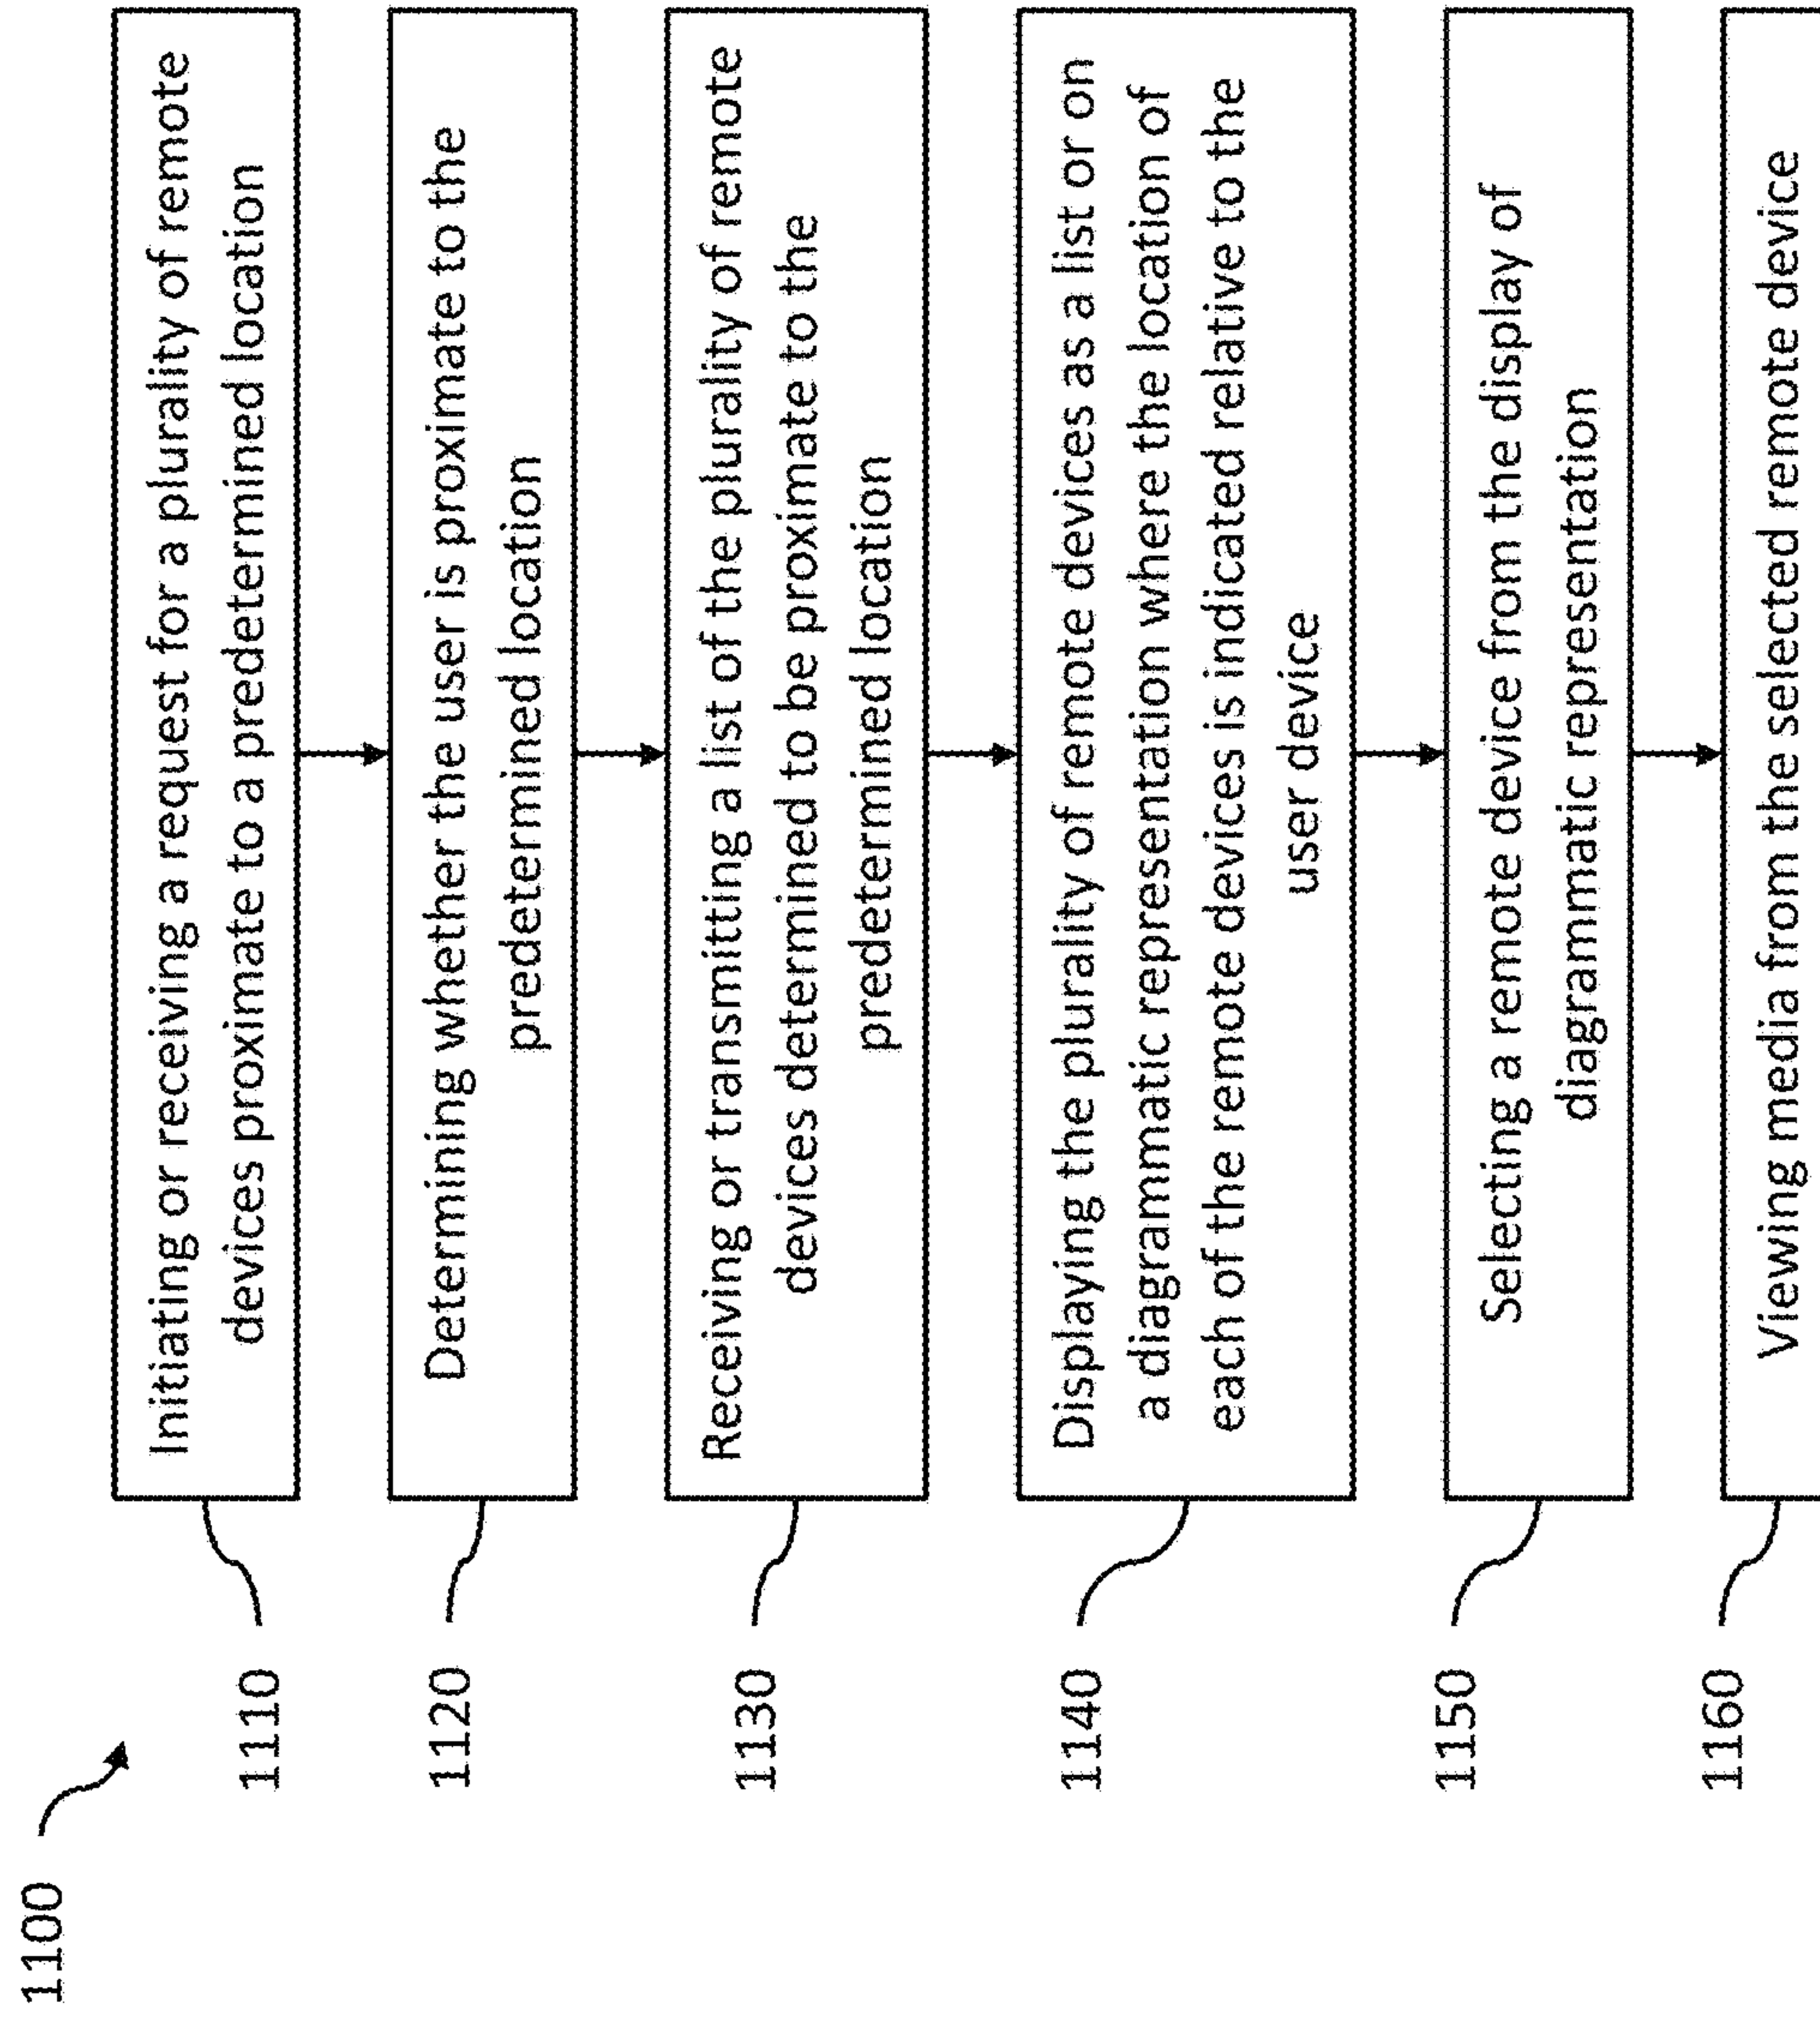 1100
1110
Initiating or receiving a request for a plurality of remote
devices proximate to a predetermined location
1120
Determining whether the user is proximate to the
predetermined location
1130
Receiving or transmitting a list of the plurality of remote
devices determined to be proximate to the
predetermined location
1140
Displaying the plurality of remote devices as a list or on
a diagrammatic representation where the location of
each of the remote devices is indicated relative to the
user device
1150
Selecting a remote device from the display of
diagrammatic representation
1160
Viewing media from the selected remote device